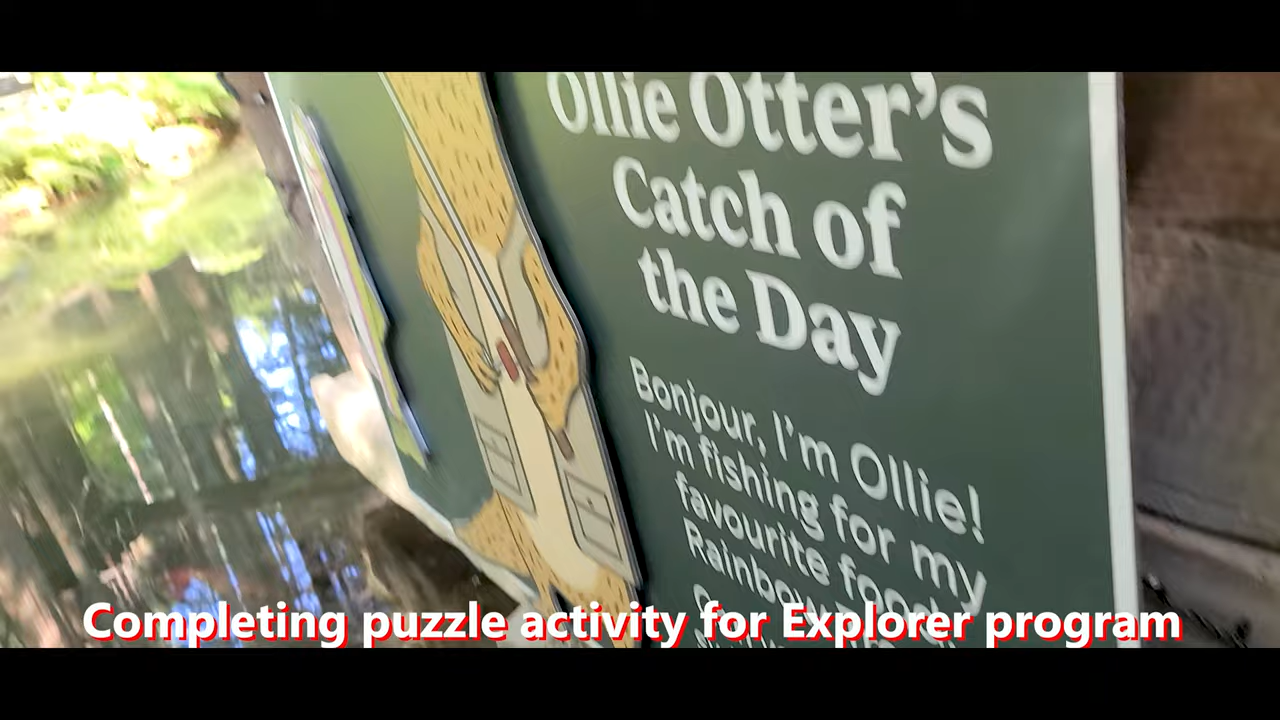 Ollie Otter's
Catch of
the Day
Bonjour, I'm Ollie!
I'm fishing for my
favourite food,
Rainbow
Completing puzzle activity for Explorer program